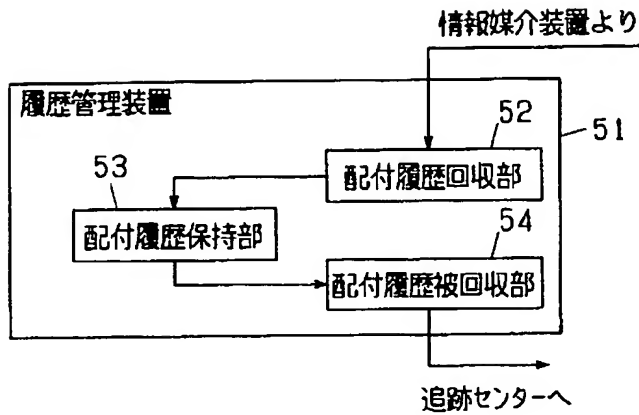 情報媒介装置より
履歴管理装置
52
51
配付履歴回収部
53
配付履歴保持部
54
配付履歴被回収部
追跡センターへ